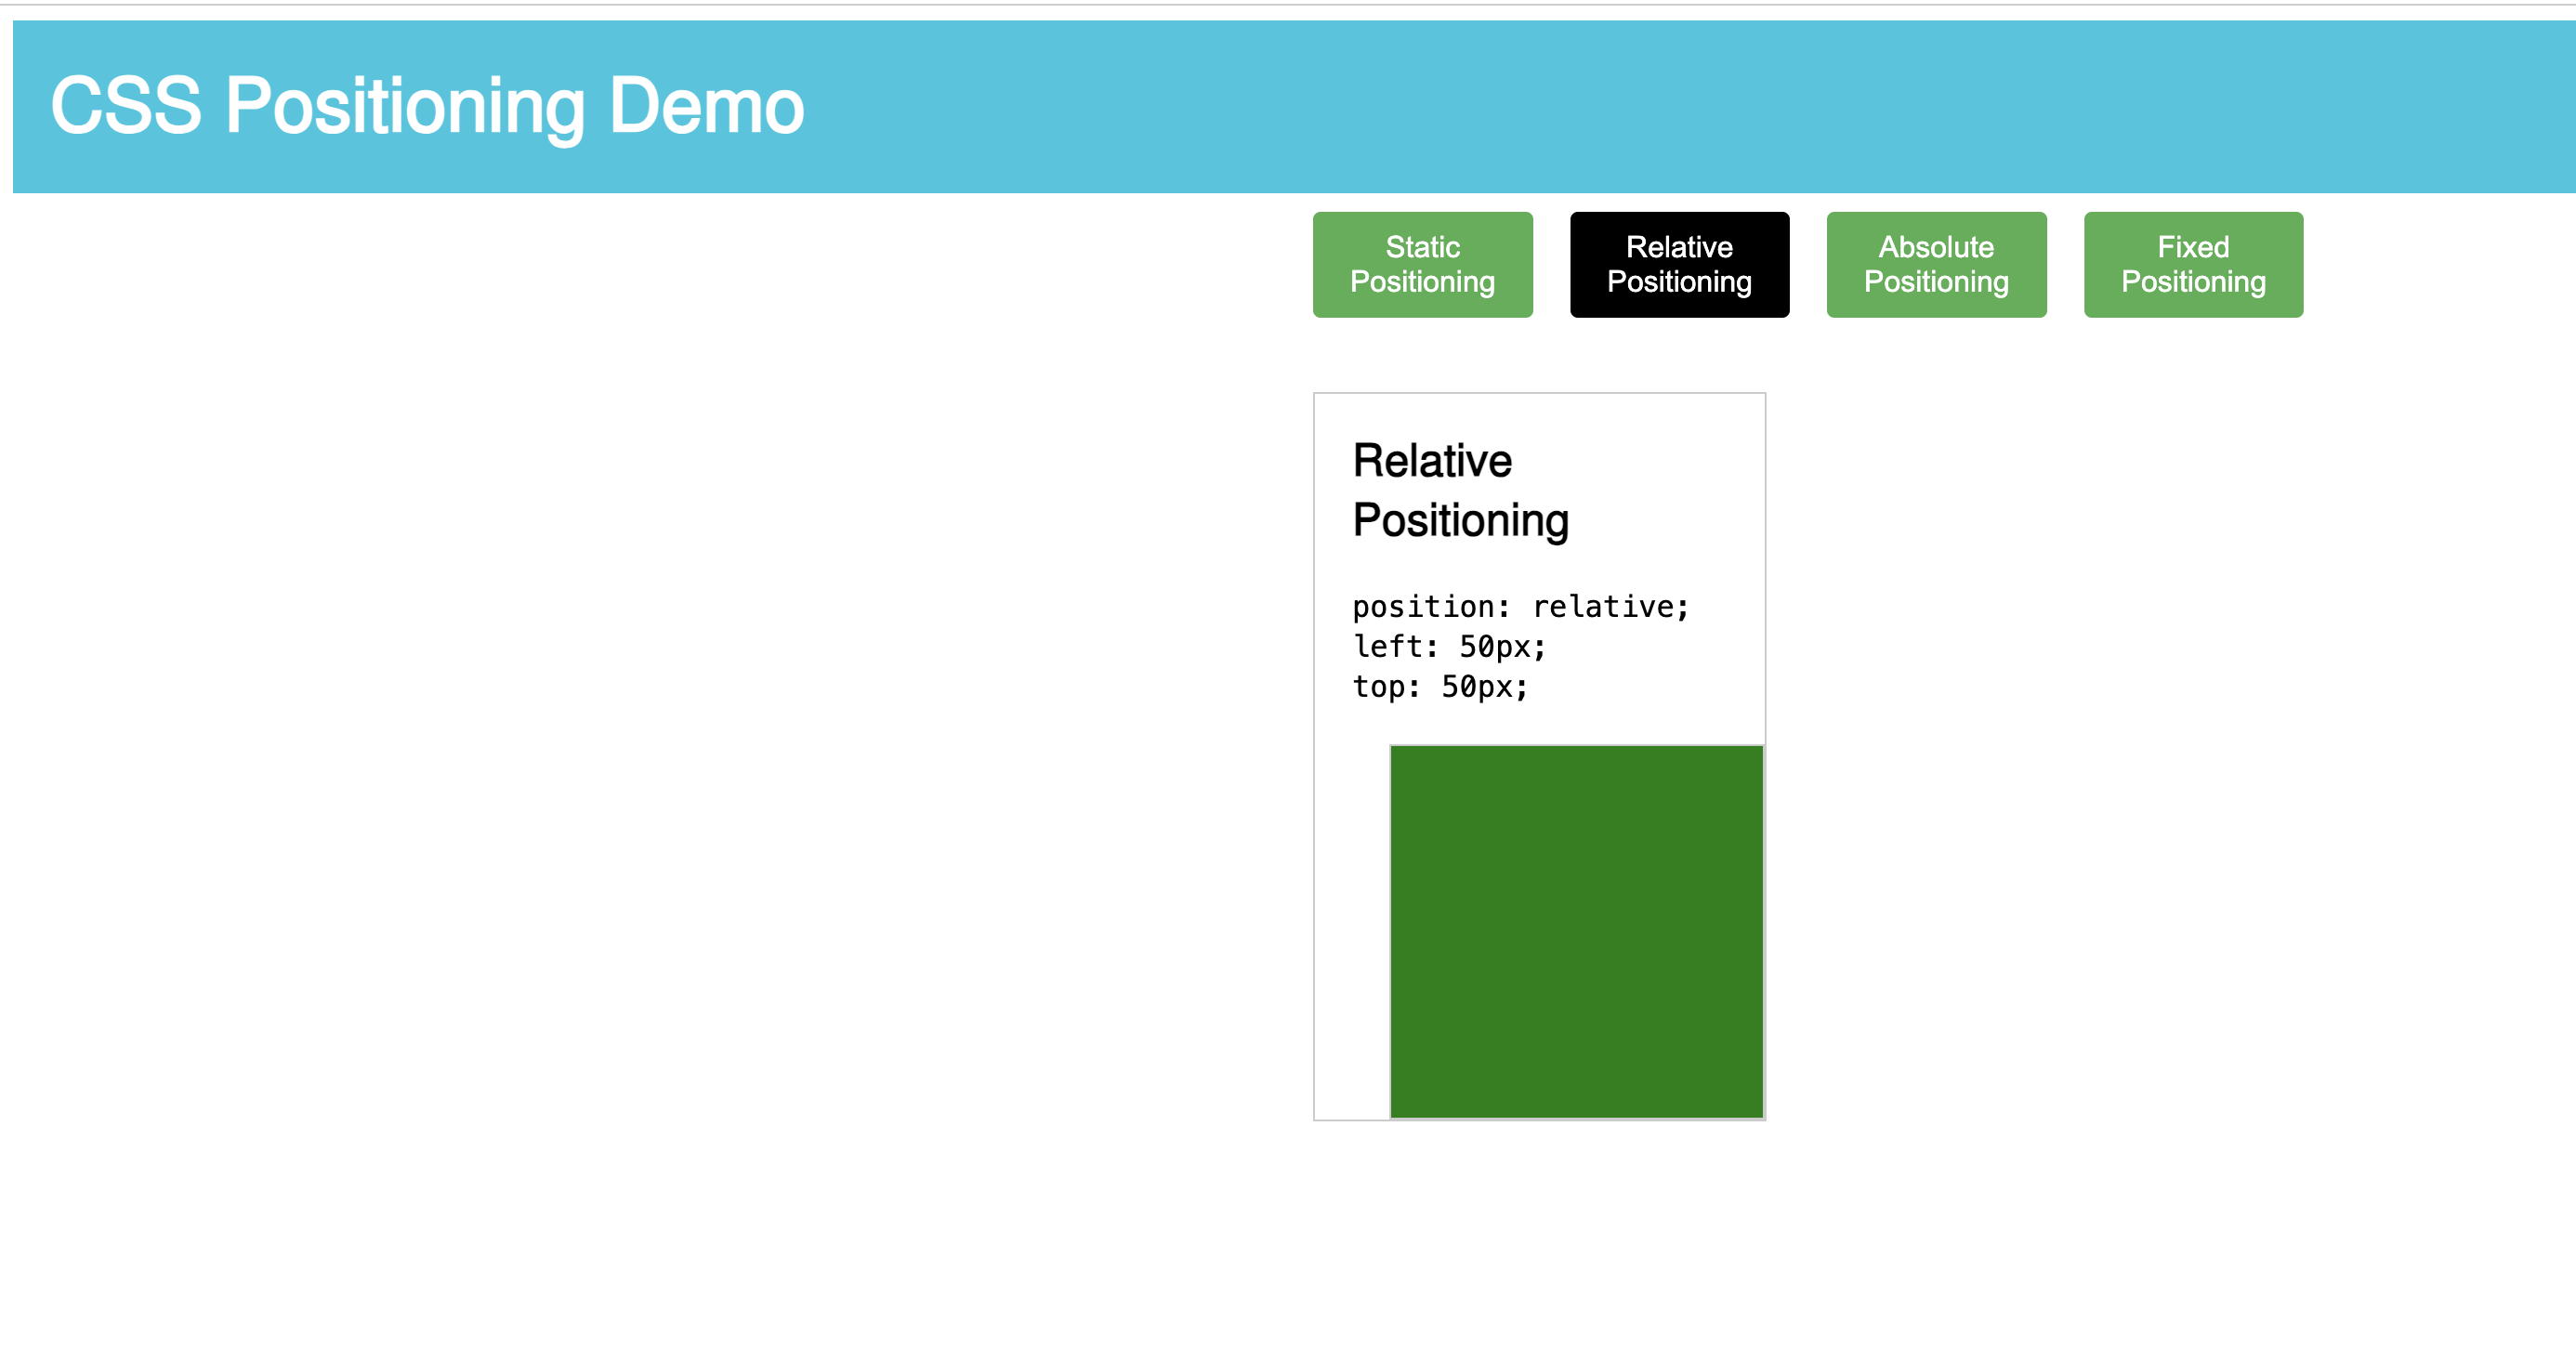 CSS Positioning Demo
Static
Positioning
Relative
Positioning
Absolute
Positioning
Fixed
Positioning
Relative
Positioning
position: relative;
left: 50px;
top: 50px;